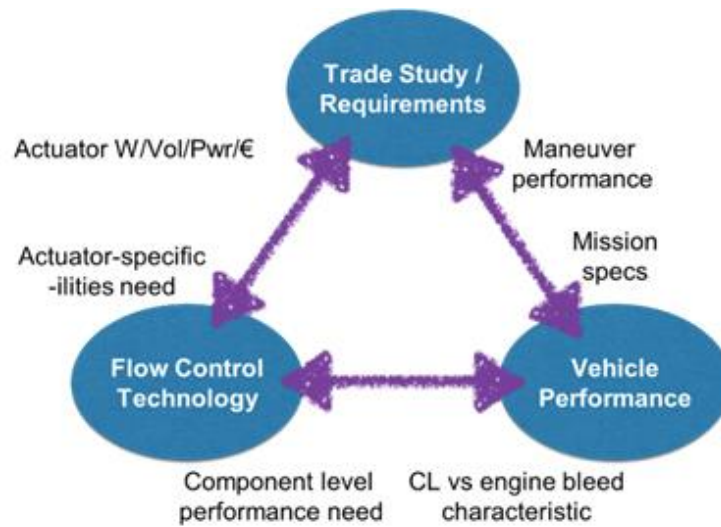 Trade Study /
Requirements
Actuator W/Vol/Pwr/€
Maneuver
performance
Actuator-specific
-ilities need
Mission
specs
Flow Control
Technology
Vehicle
Performance
Component level
performance need
CL vs engine bleed
characteristic